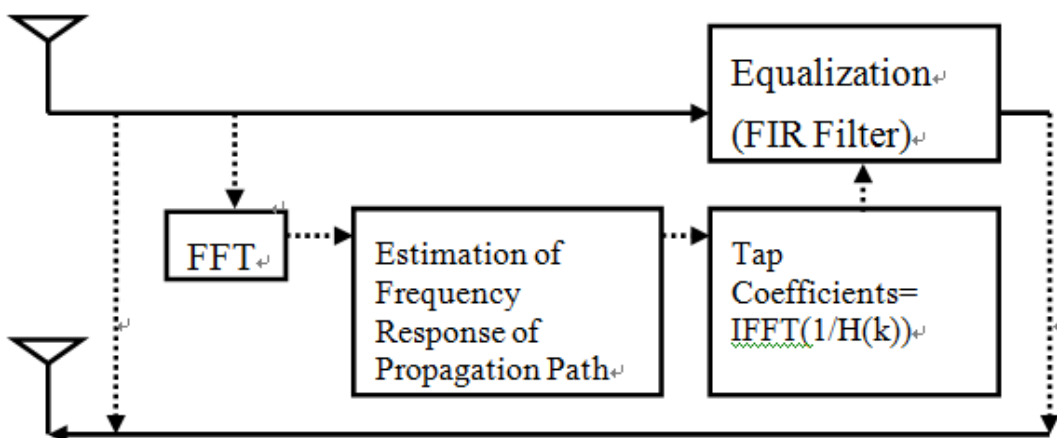 Equalization
(FIR Filter)
FFT
Estimation of
Frequency
Response of
Propagation Path
Tap
Coefficients=
IFFT(1/H(k))